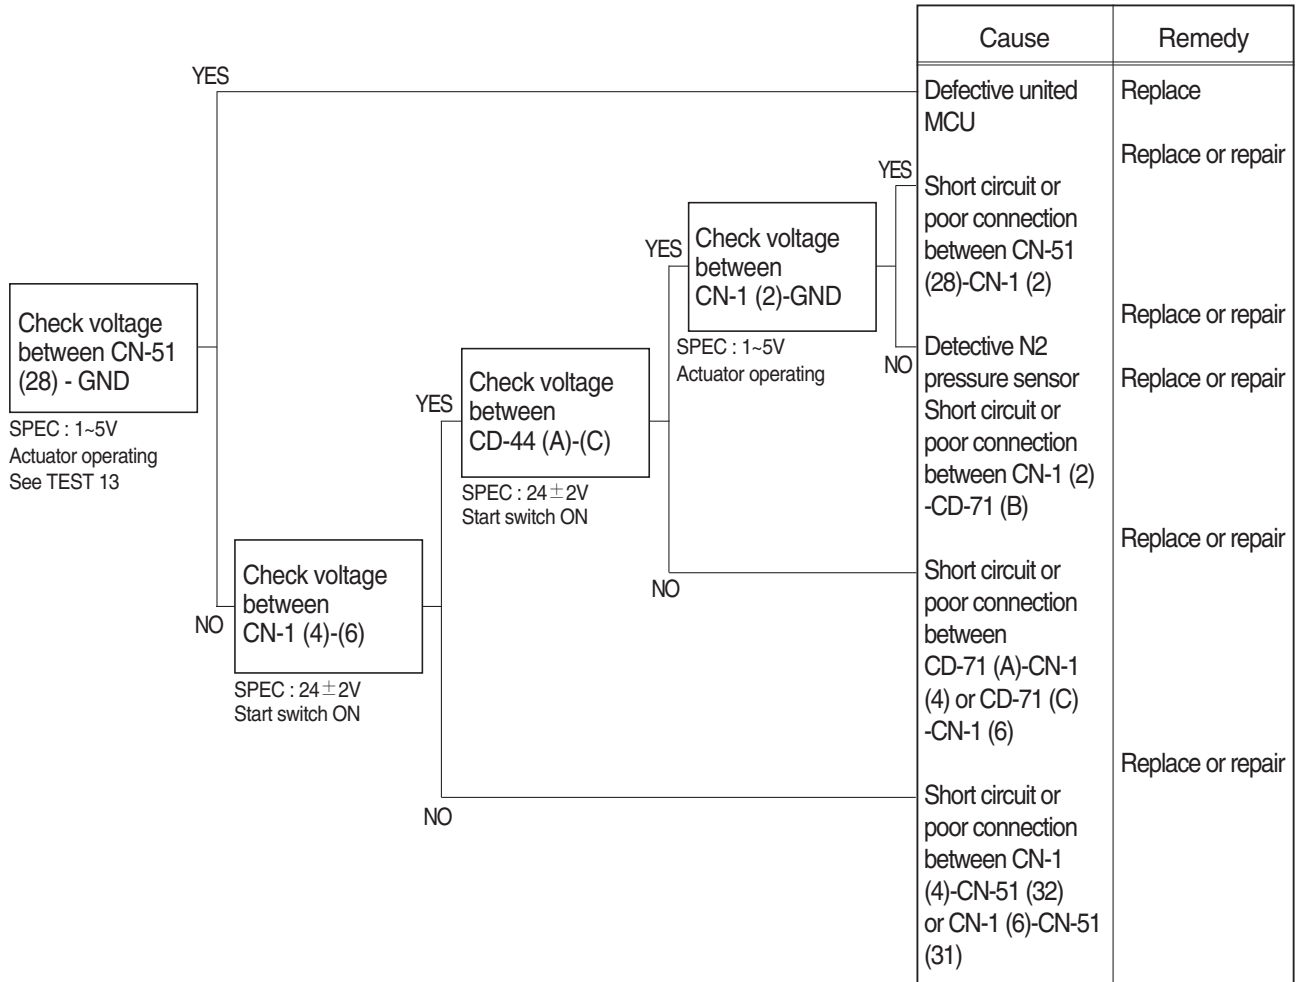 Cause
Remedy
YES
Defective united
MCU
Replace
Replace or repair
YES
Short circuit or
poor connection
between CN-51
(28)-CN-1 (2)
YES
Check voltage
between
CN-1 (2)-GND
SPEC : 1~5V
Actuator operating
Replace or repair
NO
Detective N2
pressure sensor
Replace or repair
Short circuit or
poor connection
between CN-1 (2)
-CD-71 (B)
Check voltage
between CN-51
(28) - GND
SPEC : 1~5V
Actuator operating
See TEST 13
YES
Check voltage
between
CD-44 (A)-(C)
SPEC : 24±2V
Start switch ON
Replace or repair
NO
Short circuit or
poor connection
between
CD-71 (A)-CN-1
(4) or CD-71 (C)
-CN-1 (6)
NO
Check voltage
between
CN-1 (4)-(6)
SPEC : 24±2V
Start switch ON
Replace or repair
NO
Short circuit or
poor connection
between CN-1
(4)-CN-51 (32)
or CN-1 (6)-CN-51
(31)